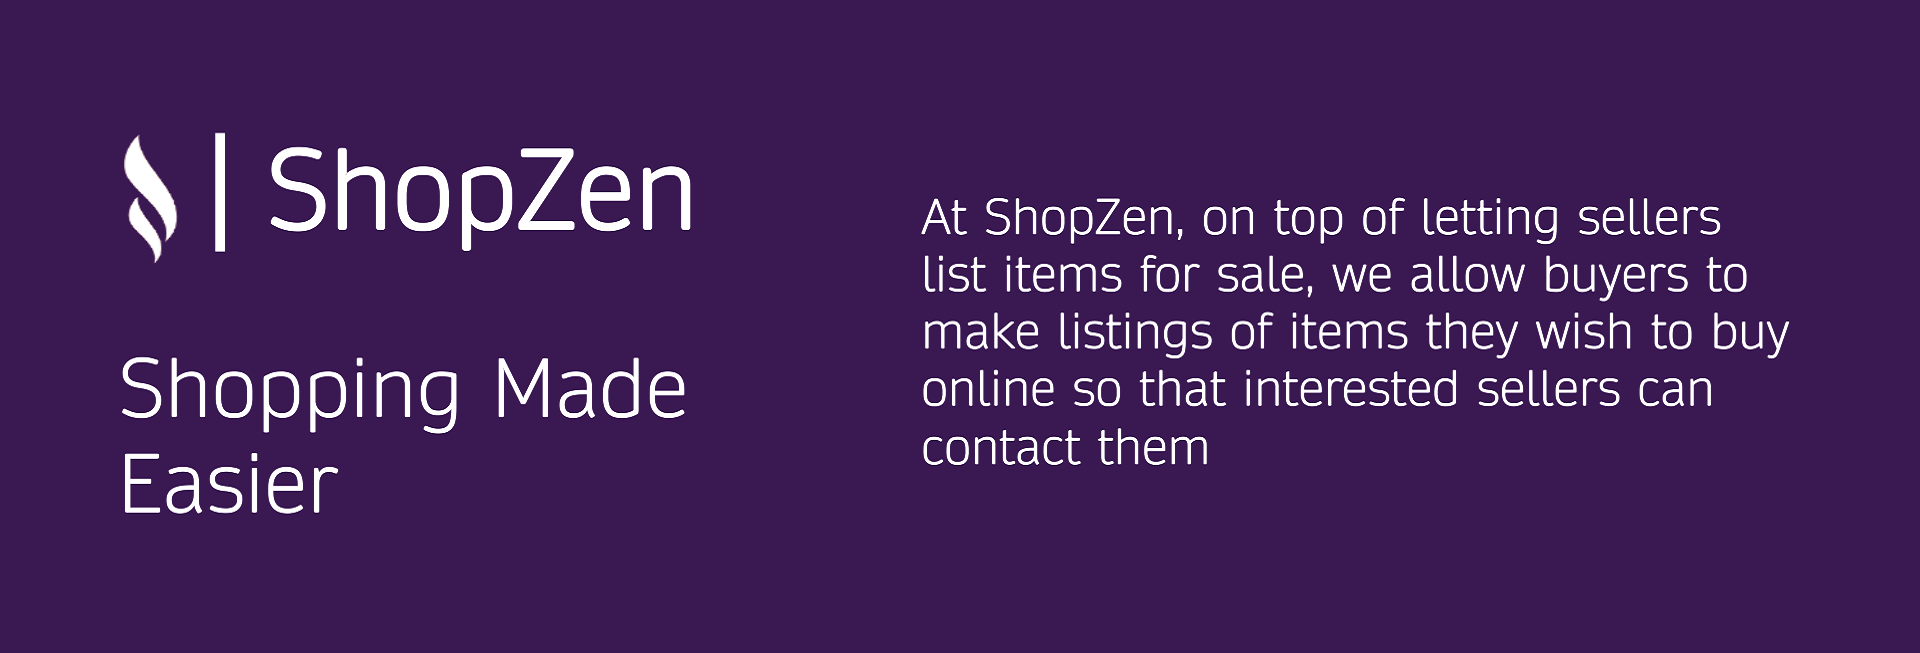 ShopZen
Shopping Made
Easier
At ShopZen, on top of letting sellers
list items for sale, we allow buyers to
make listings of items they wish to buy
online so that interested sellers can
contact them